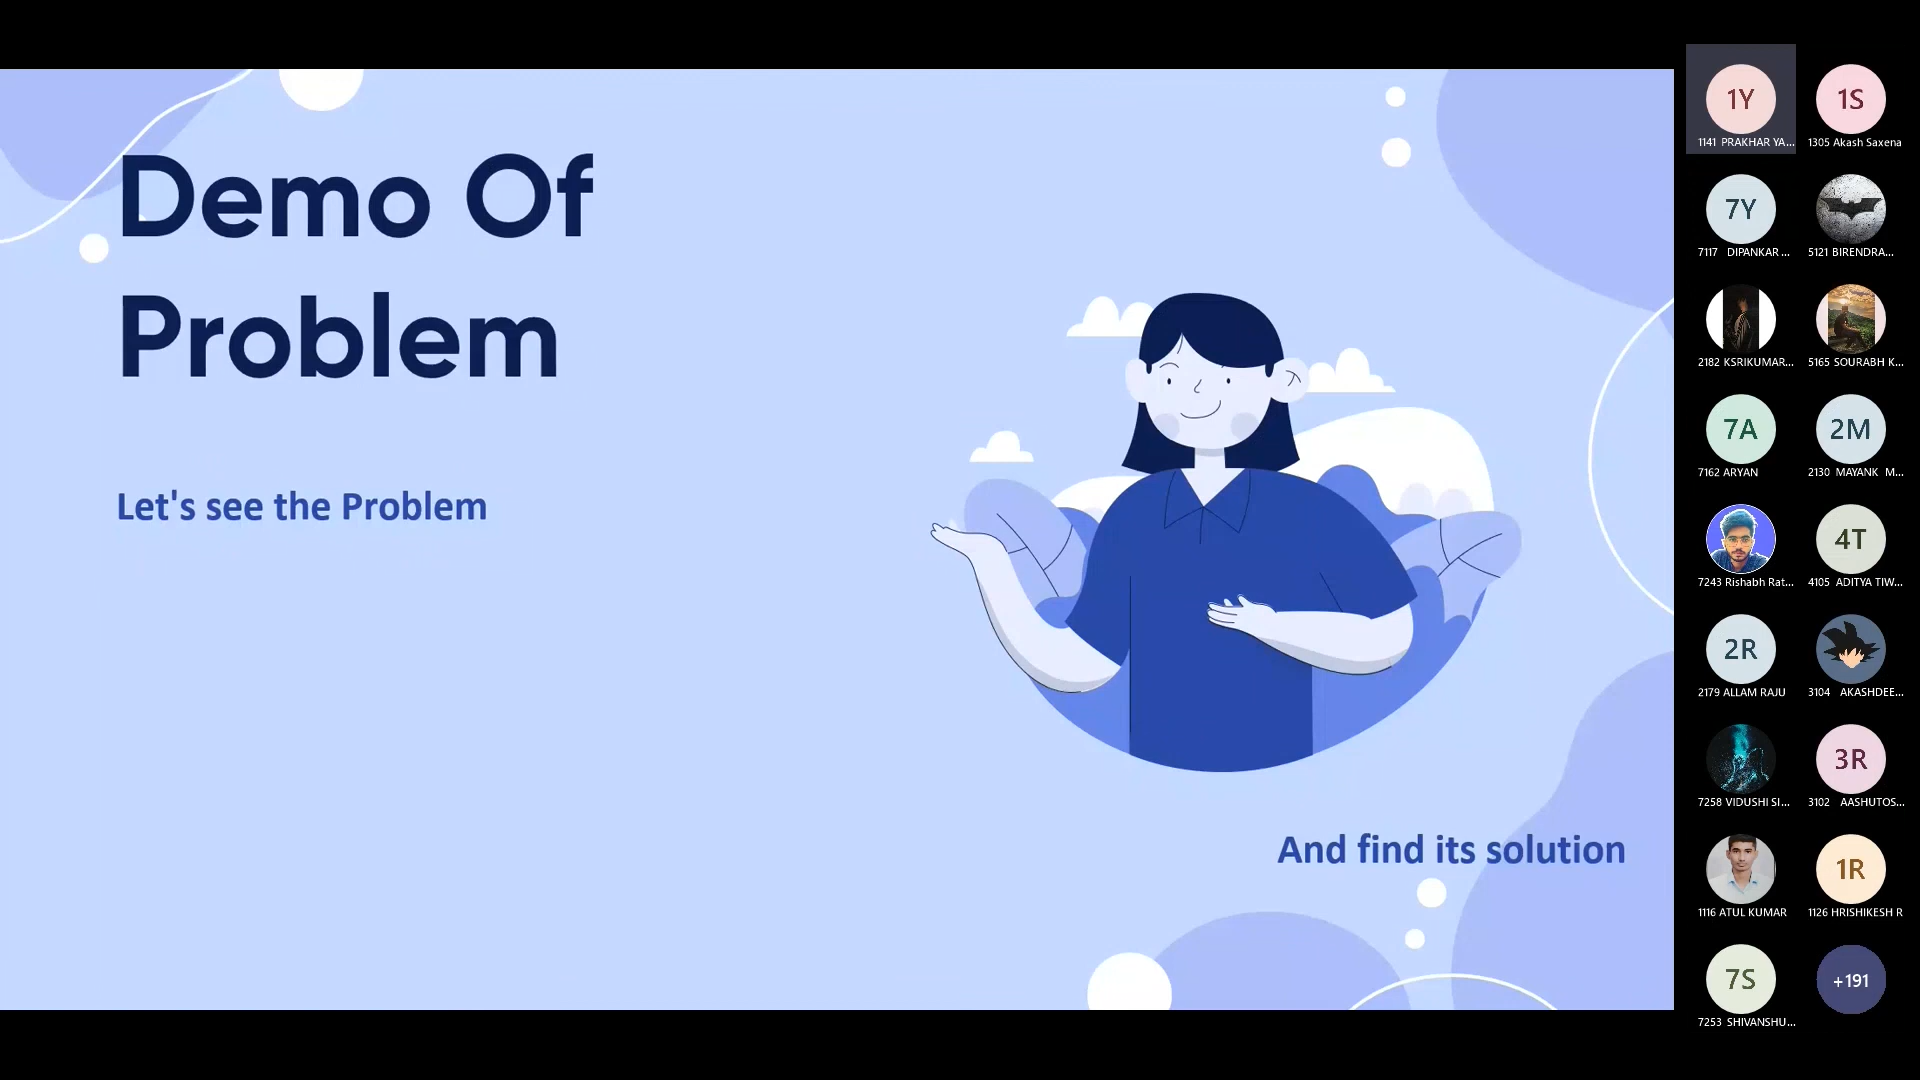 Demo Of
Problem
Let's see the Problem
And find its solution
1Y
1141 PRAKHAR YA...
1S
1305 Akash Saxena
7Y
7117 DIPANKAR ...
5121 BIRENDRA...
2182 KSRIKUMAR...
5165 SOURABH K...
7A
7162 ARYAN
2M
2130 MAYANK M...
7243 Rishabh Rat...
4T
4105 ADITYA TIW...
2R
2179 ALLAM RAJU
3104 AKASHDEE...
7258 VIDUSHI SI...
3R
3102 AASHUTOS...
1116 ATUL KUMAR
1R
1126 HRISHIKESH R
7S
7253 SHIVANSHU...
+191